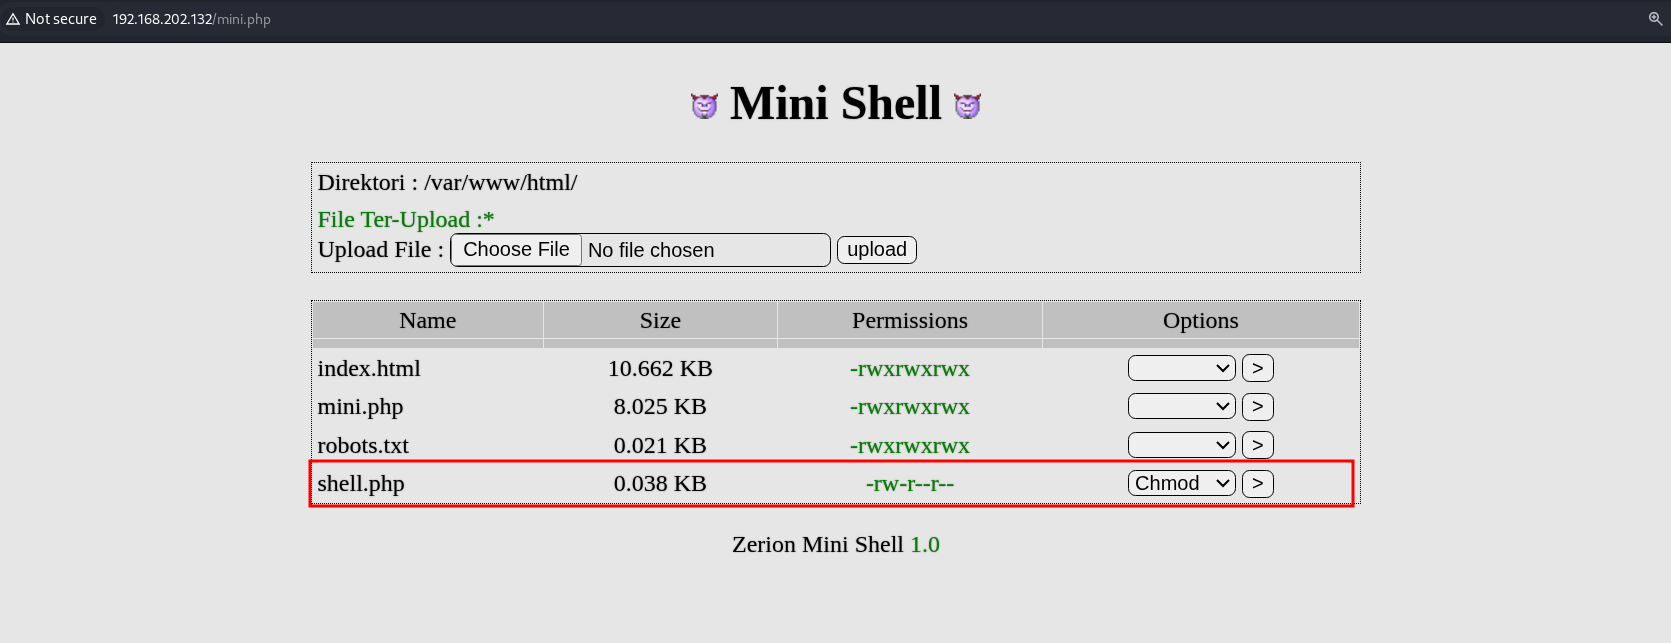 Not secure 192.168.202.132/mini.php
😈 Mini Shell 😈
Direktori : /var/www/html/
File Ter-Upload :*
Upload File : Choose File No file chosen upload
Name Size Permissions Options
index.html 10.662 KB -rwxrwxrwx >
mini.php 8.025 KB -rwxrwxrwx >
robots.txt 0.021 KB -rwxrwxrwx >
shell.php 0.038 KB -rw-r--r-- Chmod >
Zerion Mini Shell 1.0